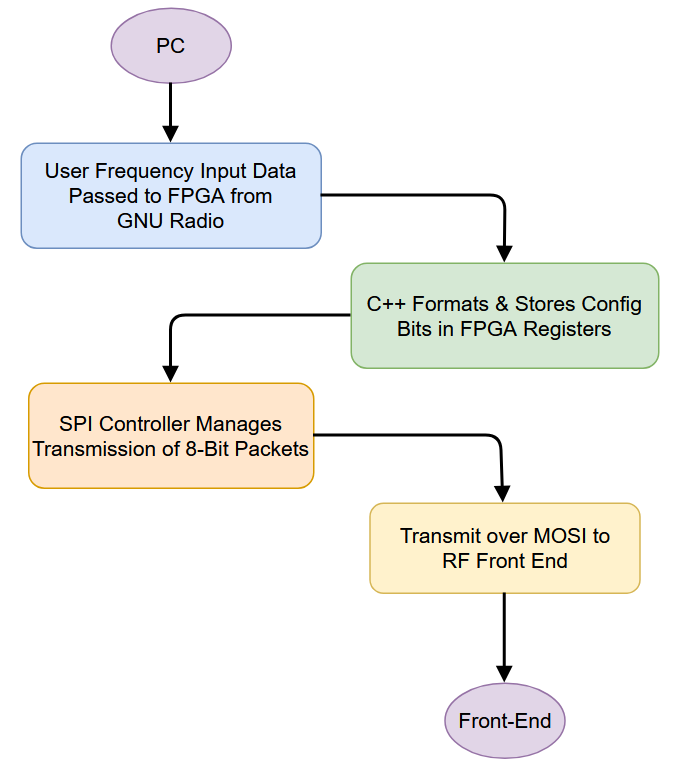 PC
User Frequency Input Data
Passed to FPGA from
GNU Radio
C++ Formats & Stores Config
Bits in FPGA Registers
SPI Controller Manages
Transmission of 8-Bit Packets
Transmit over MOSI to
RF Front End
Front-End